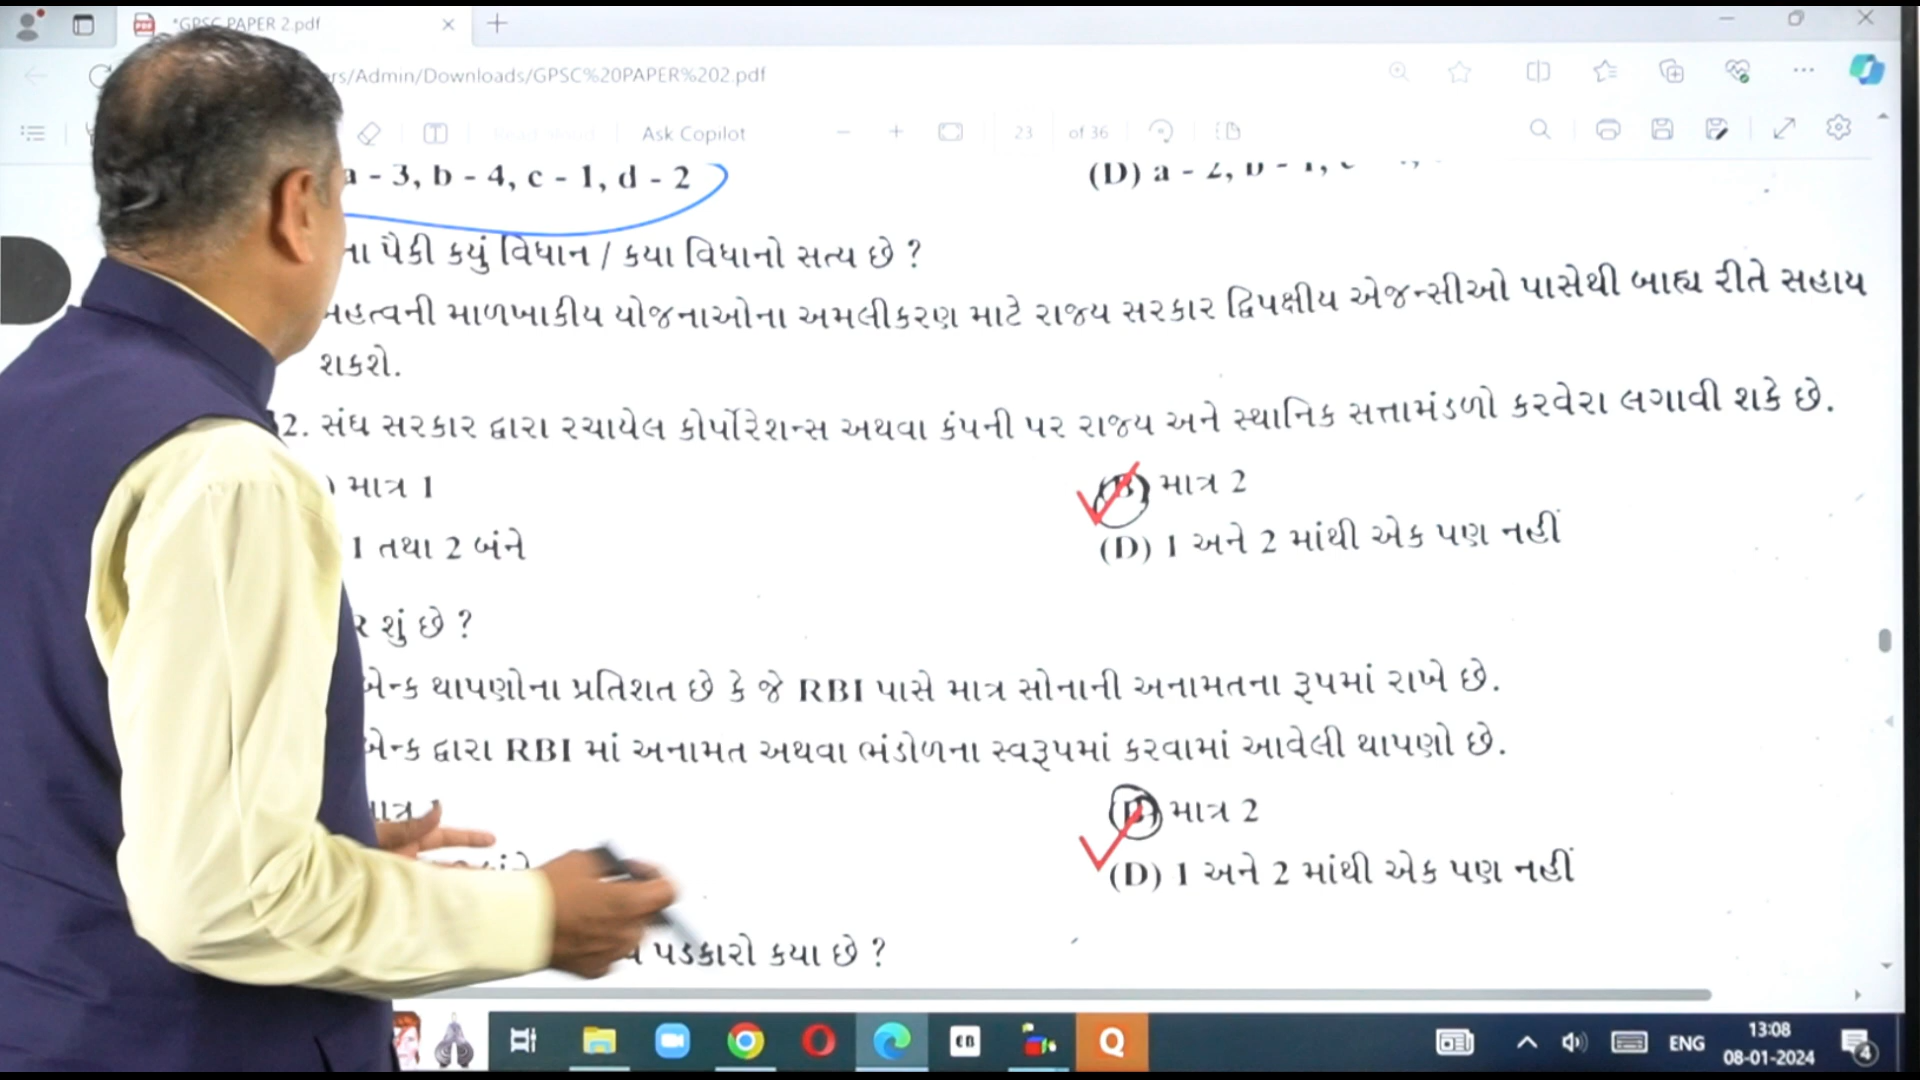 *GPSC PAPER 2.pdf
rs/Admin/Downloads/GPSC%20PAPER%202.pdf
Ask Copilot
23 of 36
a - 3, b - 4, c - 1, d - 2
(D) a - 2, b - 1, c
ના પૈકી કયું વિધાન / કયા વિધાનો સત્ય છે ?
મહત્વની માળખાકીય યોજનાઓના અમલીકરણ માટે રાજ્ય સરકાર દ્વિપક્ષીય એજન્સીઓ પાસેથી બાહ્ય રીતે સહાય
શકશે.
2. સંઘ સરકાર દ્વારા રચાયેલ કોર્પોરેશન્સ અથવા કંપની પર રાજ્ય અને સ્થાનિક સત્તામંડળો કરવેરા લગાવી શકે છે.
) માત્ર 1
(B) માત્ર 2
1 તથા 2 બંને
(D) 1 અને 2 માંથી એક પણ નહીં
ર શું છે ?
બેન્ક થાપણોના પ્રતિશત છે કે જે RBI પાસે માત્ર સોનાની અનામતના રૂપમાં રાખે છે.
બેન્ક દ્વારા RBI માં અનામત અથવા ભંડોળના સ્વરૂપમાં કરવામાં આવેલી થાપણો છે.
માત્ર 1
(B) માત્ર 2
(D) 1 અને 2 માંથી એક પણ નહીં
પડકારો કયા છે ?
ENG
13:08
08-01-2024
4